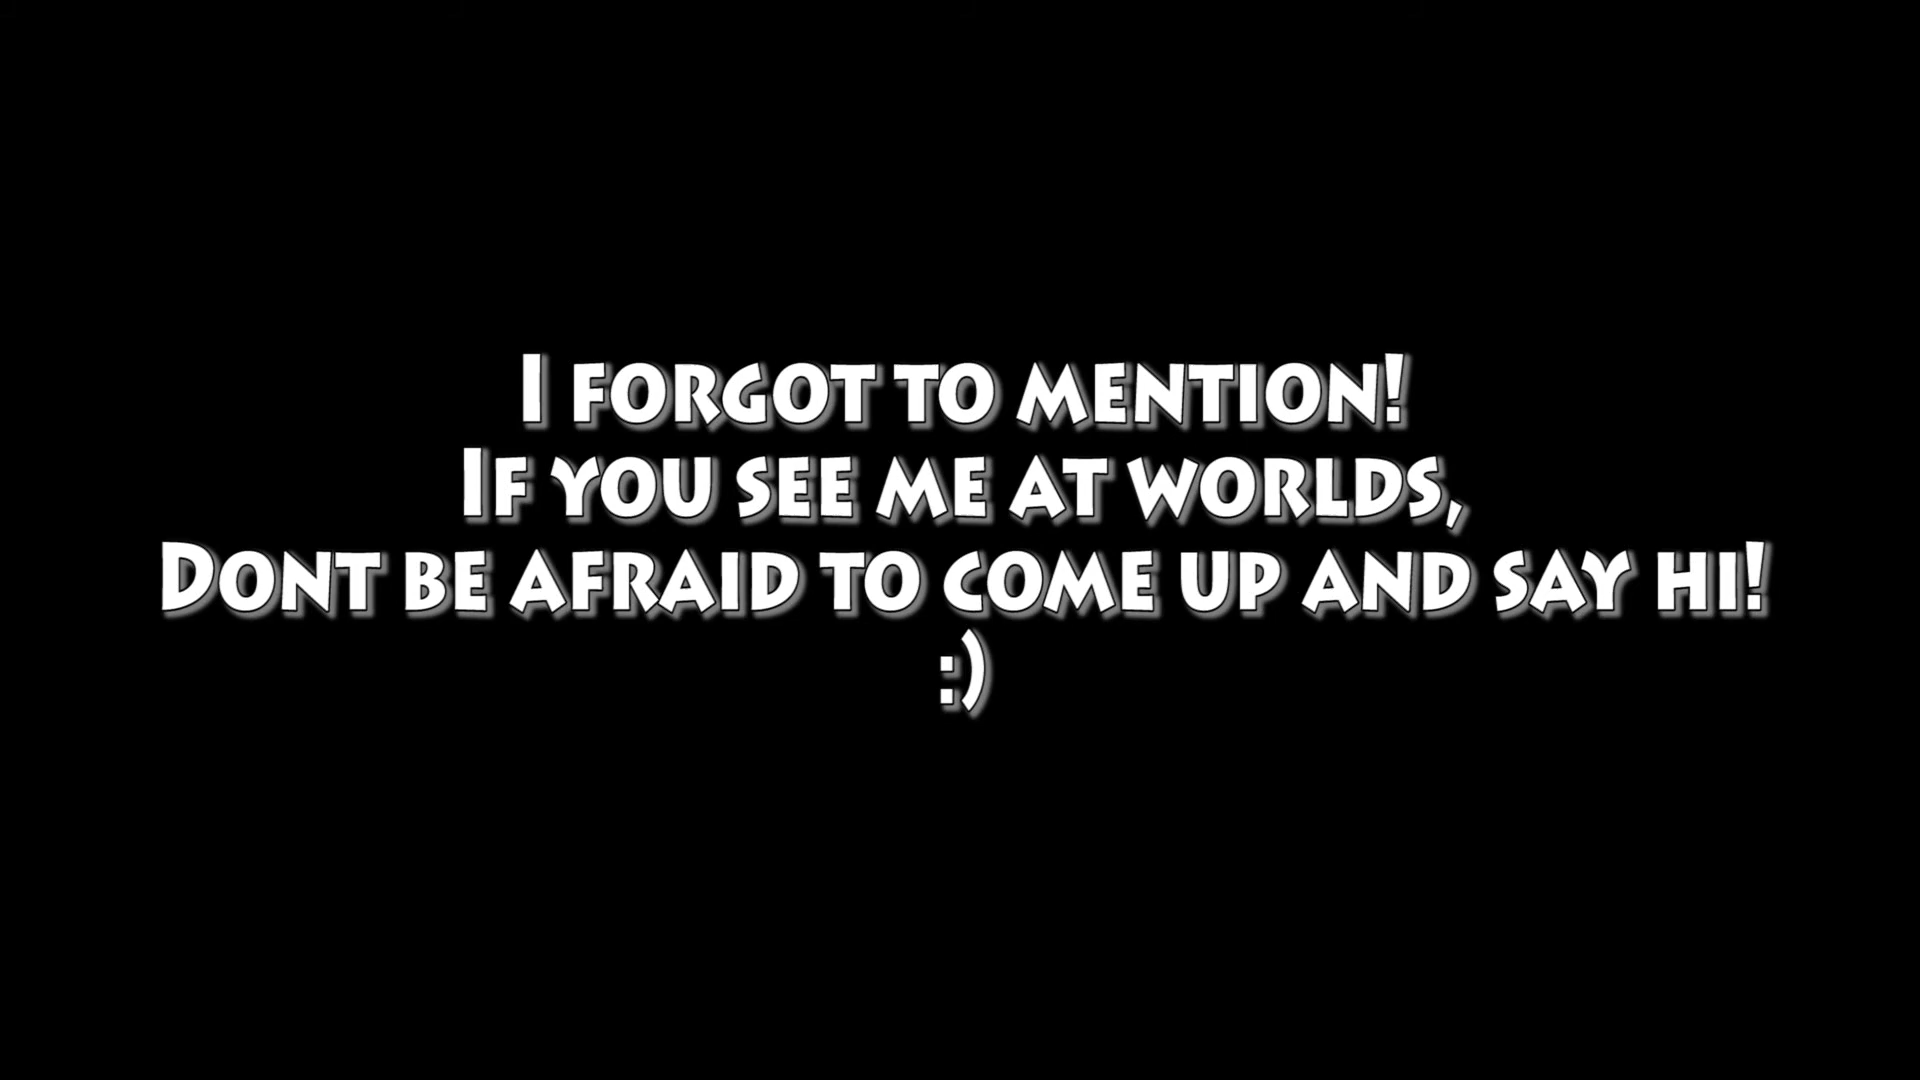 I forgot to mention!
If you see me at worlds,
Dont be afraid to come up and say hi!
:)